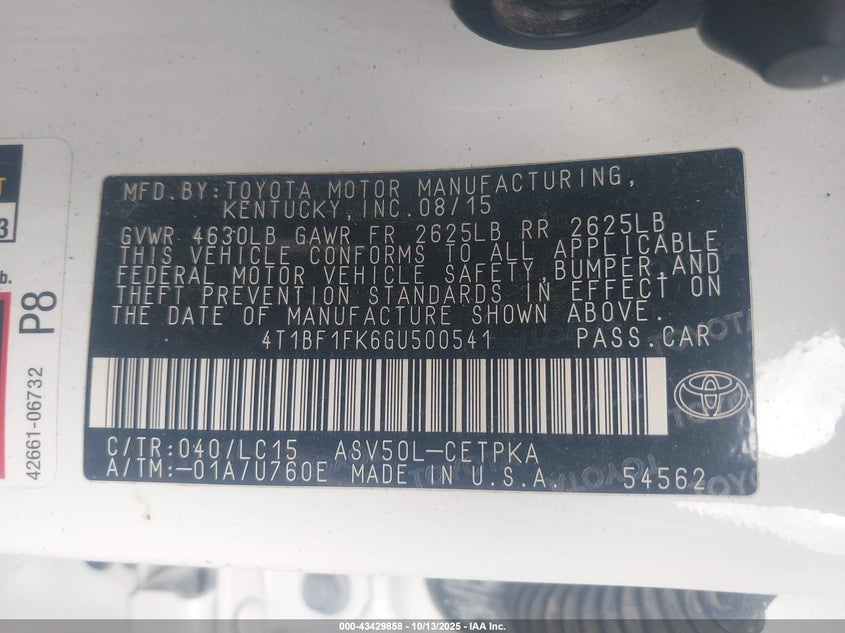 MFD.BY:TOYOTA MOTOR MANUFACTURING,
KENTUCKY,INC.08/15
GVWR 4630LB GAWR FR 2625LB RR 2625LB
THIS VEHICLE CONFORMS TO ALL APPLICABLE
FEDERAL MOTOR VEHICLE SAFETY,BUMPER,AND
THEFT PREVENTION STANDARDS IN EFFECT ON
THE DATE OF MANUFACTURE SHOWN ABOVE.
4T1BF1FK6GU500541 PASS.CAR
C/TR:040/LC15 ASV50L-CETPKA
A/TM:-01A/U760E MADE IN U.S.A. 54562
TOYOTA
T
3
b.
P8
42661-06732
000-43429858 - 10/13/2025 - IAA Inc.